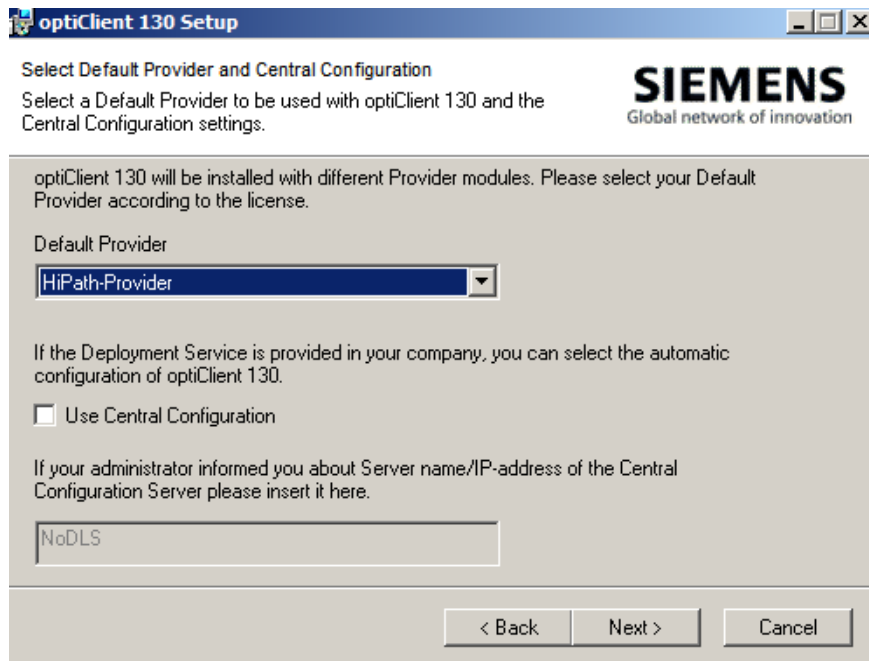 optiClient 130 Setup
Select Default Provider and Central Configuration
Select a Default Provider to be used with optiClient 130 and the
Central Configuration settings.
SIEMENS
Global network of innovation
optiClient 130 will be installed with different Provider modules. Please select your Default
Provider according to the license.
Default Provider
HiPath-Provider
If the Deployment Service is provided in your company, you can select the automatic
configuration of optiClient 130.
Use Central Configuration
If your administrator informed you about Server name/IP-address of the Central
Configuration Server please insert it here.
NoDLS
< Back
Next >
Cancel